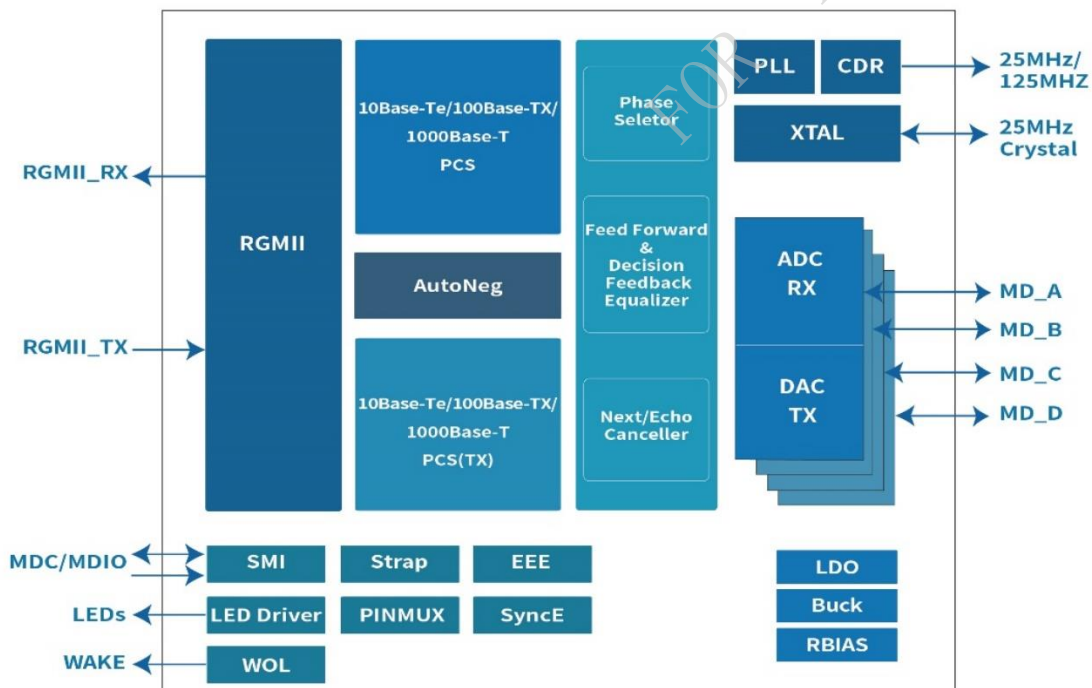 RGMII_RX
RGMII_TX
RGMII
10Base-Te/100Base-TX/
1000Base-T
PCS
AutoNeg
10Base-Te/100Base-TX/
1000Base-T
PCS(TX)
Phase
Seletor
Feed Forward
&
Decision
Feedback
Equalizer
Next/Echo
Canceller
FOR
PLL
CDR
25MHz/
125MHZ
XTAL
25MHz
Crystal
ADC
RX
DAC
TX
MD_A
MD_B
MD_C
MD_D
MDC/MDIO
SMI
Strap
EEE
LEDs
LED Driver
PINMUX
SyncE
WAKE
WOL
LDO
Buck
RBIAS